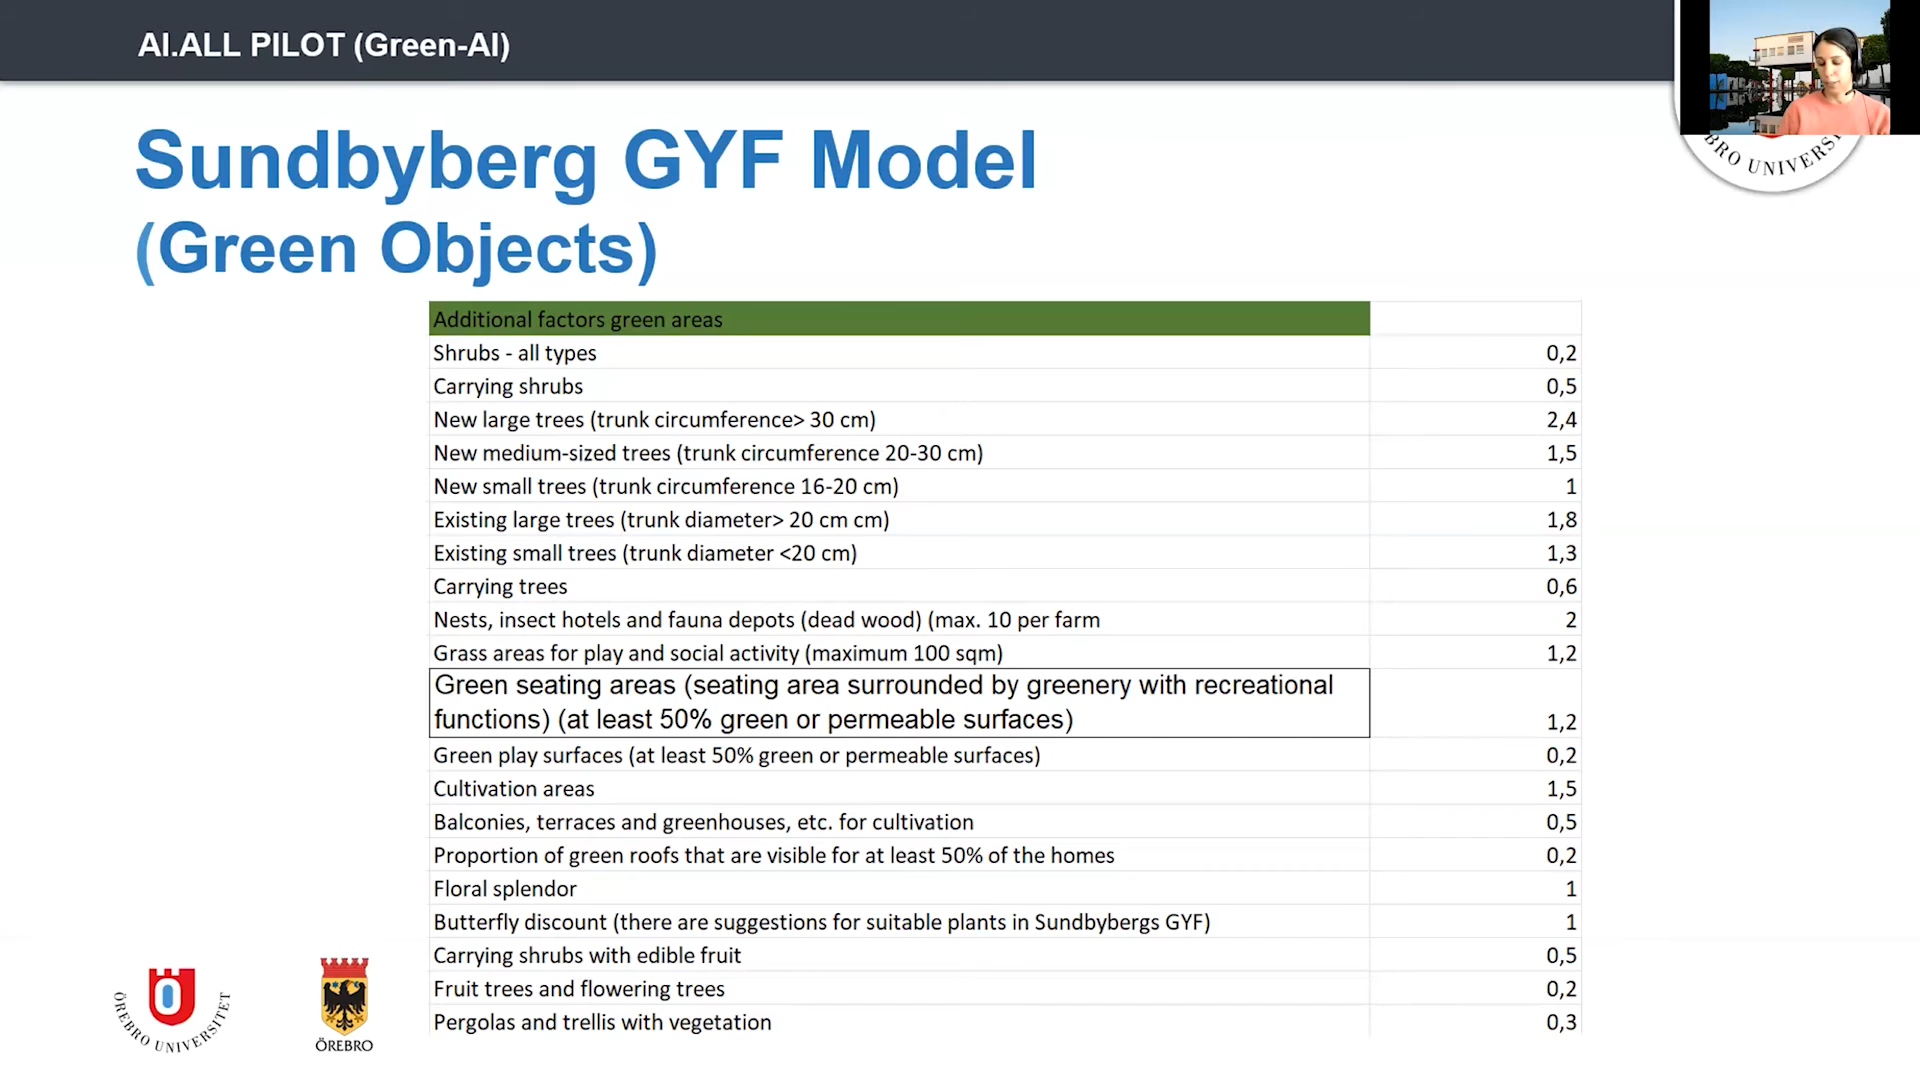 AI.ALL PILOT (Green-AI)
Sundbyberg GYF Model
(Green Objects)
Additional factors green areas
Shrubs - all types 0,2
Carrying shrubs 0,5
New large trees (trunk circumference> 30 cm) 2,4
New medium-sized trees (trunk circumference 20-30 cm) 1,5
New small trees (trunk circumference 16-20 cm) 1
Existing large trees (trunk diameter> 20 cm cm) 1,8
Existing small trees (trunk diameter <20 cm) 1,3
Carrying trees 0,6
Nests, insect hotels and fauna depots (dead wood) (max. 10 per farm 2
Grass areas for play and social activity (maximum 100 sqm) 1,2
Green seating areas (seating area surrounded by greenery with recreational
functions) (at least 50% green or permeable surfaces) 1,2
Green play surfaces (at least 50% green or permeable surfaces) 0,2
Cultivation areas 1,5
Balconies, terraces and greenhouses, etc. for cultivation 0,5
Proportion of green roofs that are visible for at least 50% of the homes 0,2
Floral splendor 1
Butterfly discount (there are suggestions for suitable plants in Sundbybergs GYF) 1
Carrying shrubs with edible fruit 0,5
Fruit trees and flowering trees 0,2
Pergolas and trellis with vegetation 0,3
ÖREBRO UNIVERSITET
ÖREBRO